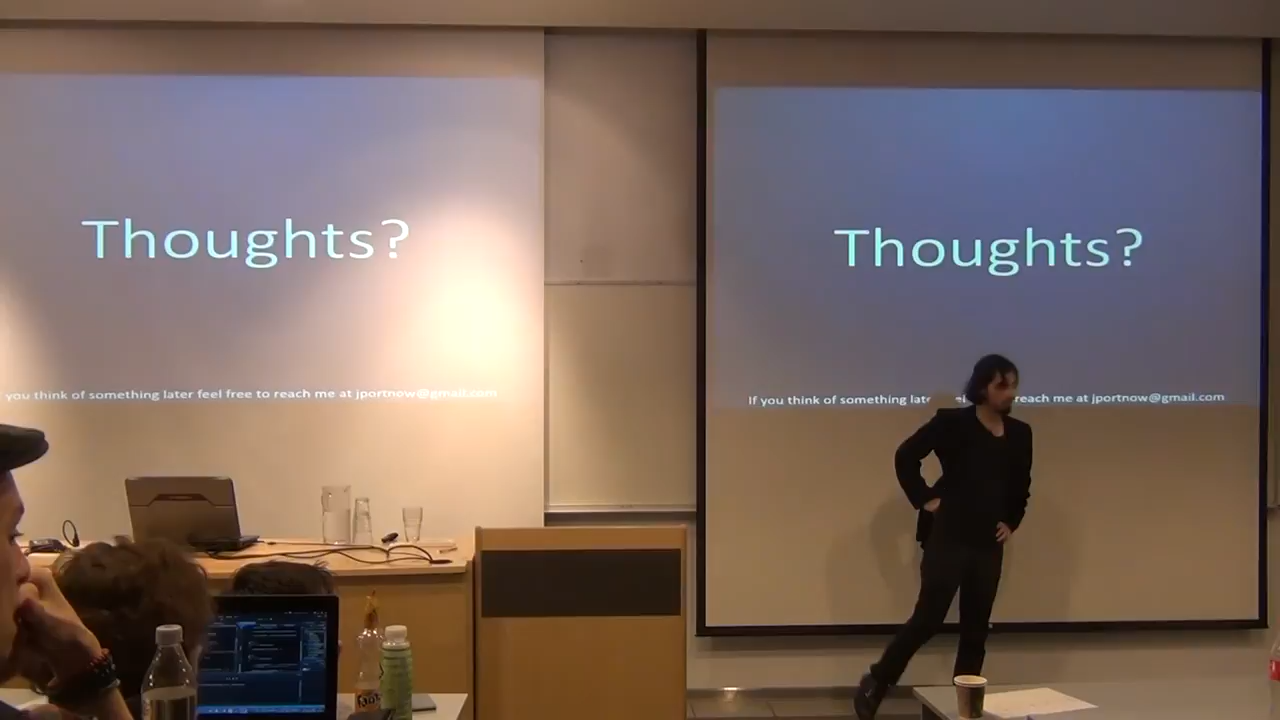 Thoughts?
you think of something later feel free to reach me at jportnow@gmail.com
Thoughts?
If you think of something reach me at jportnow@gmail.com